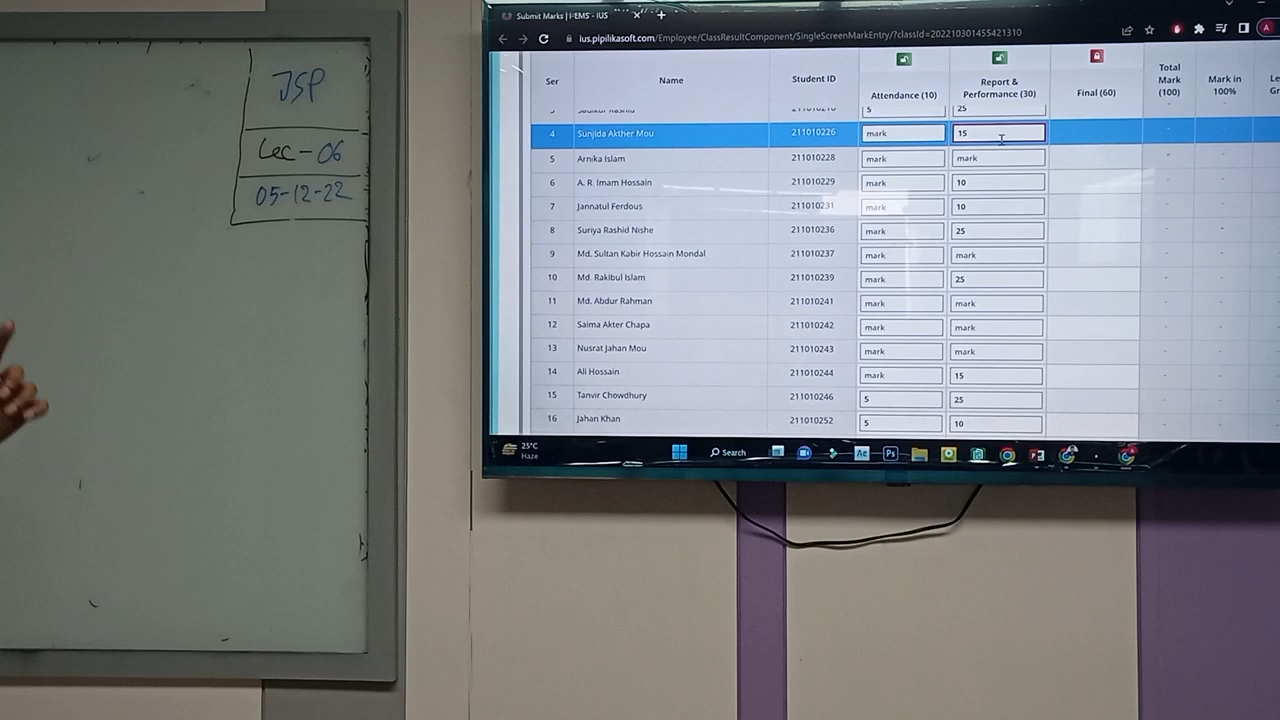 JSP
Lec-06
05-12-22
Submit Marks | i-EMS - IUS
ius.pipilikasoft.com/Employee/ClassResultComponent/SingleScreenMarkEntry/?classId=202210301455421310
Ser Name Student ID Attendance (10) Report & Performance (30) Final (60) Total Mark (100) Mark in 100% Le Gr
5 25 -
4 Sunjida Akther Mou 211010226 mark 15 - -
5 Arnika Islam 211010228 mark mark - -
6 A. R. Imam Hossain 211010229 mark 10 - -
7 Jannatul Ferdous 211010231 mark 10 - -
8 Suriya Rashid Nishe 211010236 mark 25 - -
9 Md. Sultan Kabir Hossain Mondal 211010237 mark mark - -
10 Md. Rakibul Islam 211010239 mark 25 - -
11 Md. Abdur Rahman 211010241 mark mark - -
12 Saima Akter Chapa 211010242 mark mark - -
13 Nusrat Jahan Mou 211010243 mark mark - -
14 Ali Hossain 211010244 mark 15 - -
15 Tanvir Chowdhury 211010246 5 25 - -
16 Jahan Khan 211010252 5 10 - -
25°C
Haze
Search
Ae
Ps